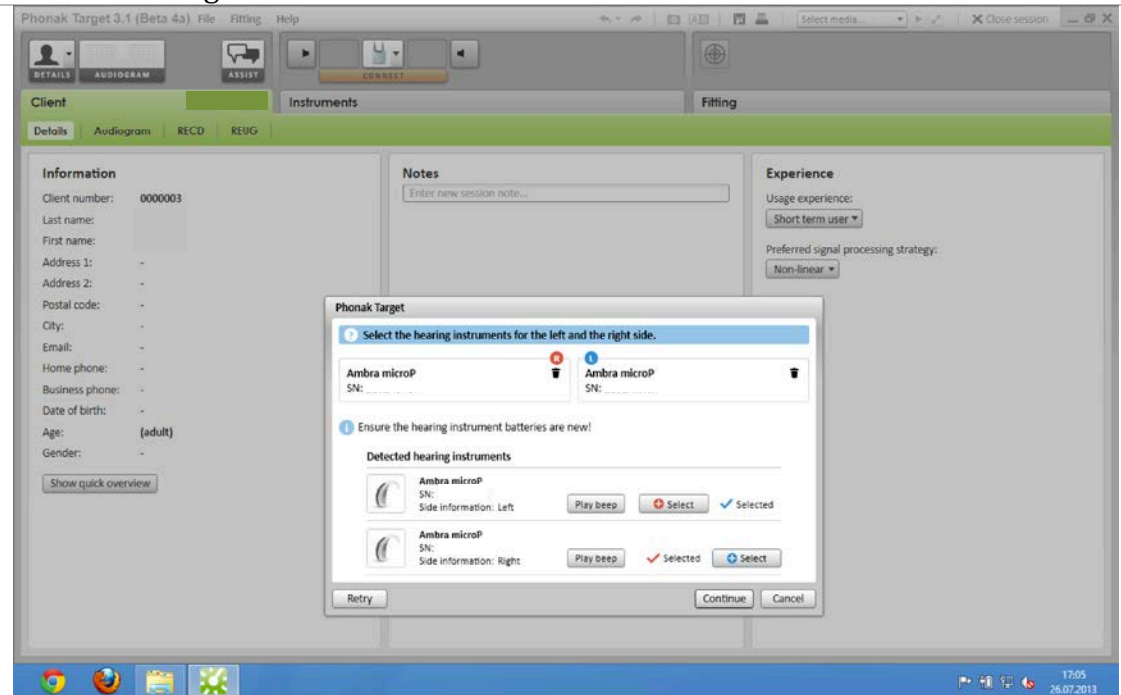 Phonak Target 3.1 (Beta 4a) File Fitting Help Select media... Close session
DETAILS AUDIOGRAM ASSIST CONNECT
Client Instruments Fitting
Details Audiogram RECD REUG
Information
Client number: 0000003
Last name:
First name:
Address 1: -
Address 2: -
Postal code: -
City: -
Email: -
Home phone: -
Business phone: -
Date of birth: -
Age: (adult)
Gender: -
Show quick overview
Notes
Enter new session note...
Experience
Usage experience:
Short term user
Preferred signal processing strategy:
Non-linear
Phonak Target
? Select the hearing instruments for the left and the right side.
R L
Ambra microP Ambra microP
SN: SN:
i Ensure the hearing instrument batteries are new!
Detected hearing instruments
Ambra microP
SN:
Side information: Left Play beep Select Selected
Ambra microP
SN:
Side information: Right Play beep Selected Select
Retry Continue Cancel
17:05
26.07.2013